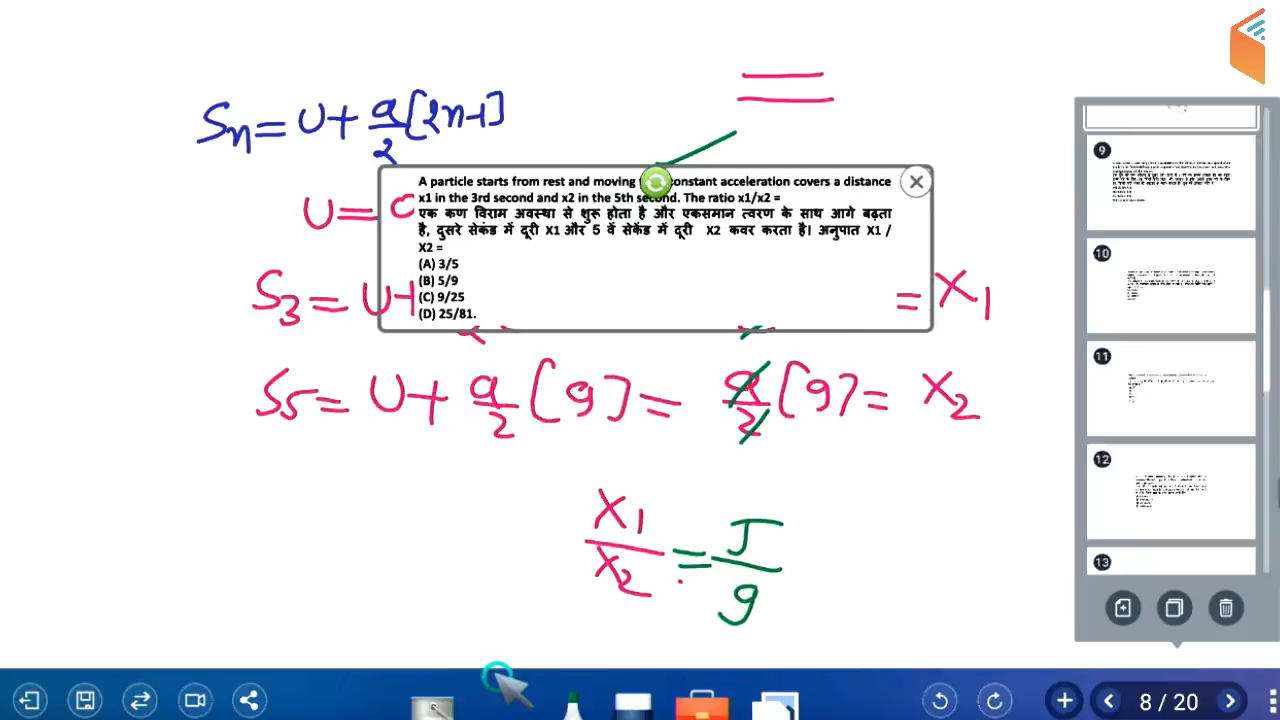 Sn = U + a/2 [2n-1]
A particle starts from rest and moving constant acceleration covers a distance
x1 in the 3rd second and x2 in the 5th second. The ratio x1/x2 =
एक कण विराम अवस्था से शुरू होता है और एकसमान त्वरण के साथ आगे बढ़ता
है, दुसरे सेकंड में दूरी X1 और 5 वें सेकेंड में दूरी X2 कवर करता है। अनुपात X1 /
X2 =
(A) 3/5
(B) 5/9
(C) 9/25
(D) 25/81.
U = 0
S3 = U+ = X1
S5 = U + a/2 [9] = a/2 [9] = X2
X1/X2 = 5/9
9
10
11
12
13
8 / 20